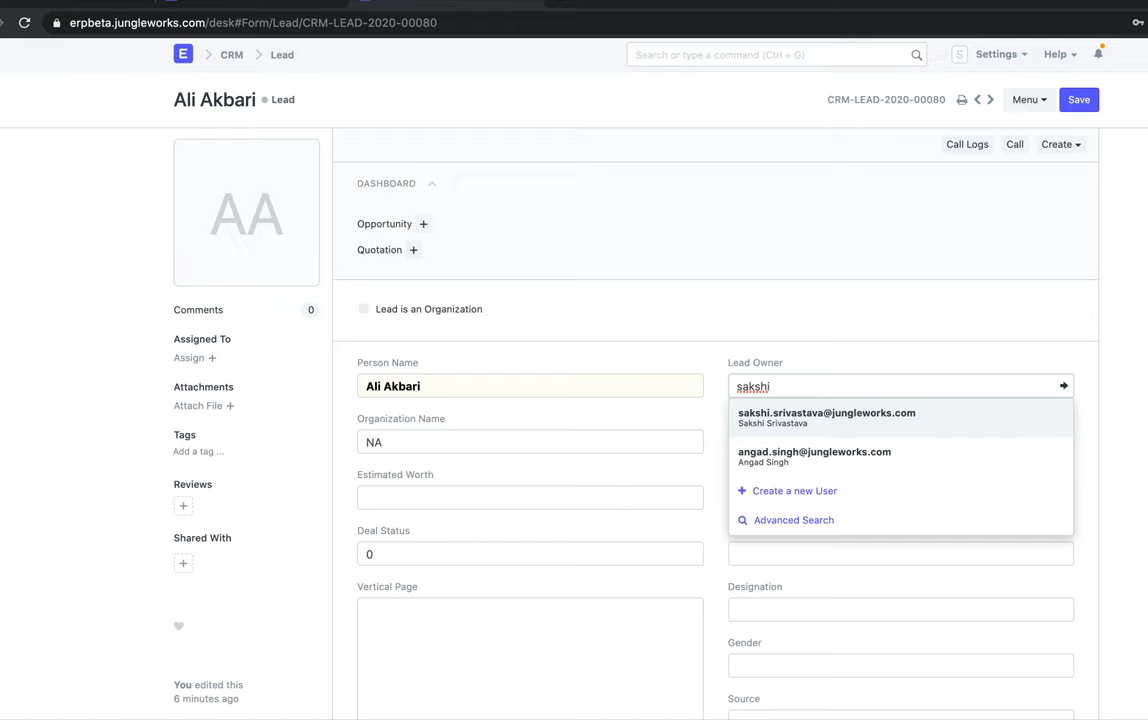 erpbeta.jungleworks.com/desk#Form/Lead/CRM-LEAD-2020-00080
E
CRM
Lead
Search or type a command (Ctrl + G)
S
Settings
Help
Ali Akbari
Lead
CRM-LEAD-2020-00080
Menu
Save
Call Logs
Call
Create
AA
DASHBOARD
Opportunity +
Quotation +
Comments 0
Lead is an Organization
Assigned To
Assign +
Attachments
Attach File +
Tags
Add a tag ...
Reviews
+
Shared With
+
You edited this
6 minutes ago
Person Name
Ali Akbari
Organization Name
NA
Estimated Worth
Deal Status
0
Vertical Page
Lead Owner
sakshi
sakshi.srivastava@jungleworks.com
Sakshi Srivastava
angad.singh@jungleworks.com
Angad Singh
+ Create a new User
Advanced Search
Designation
Gender
Source